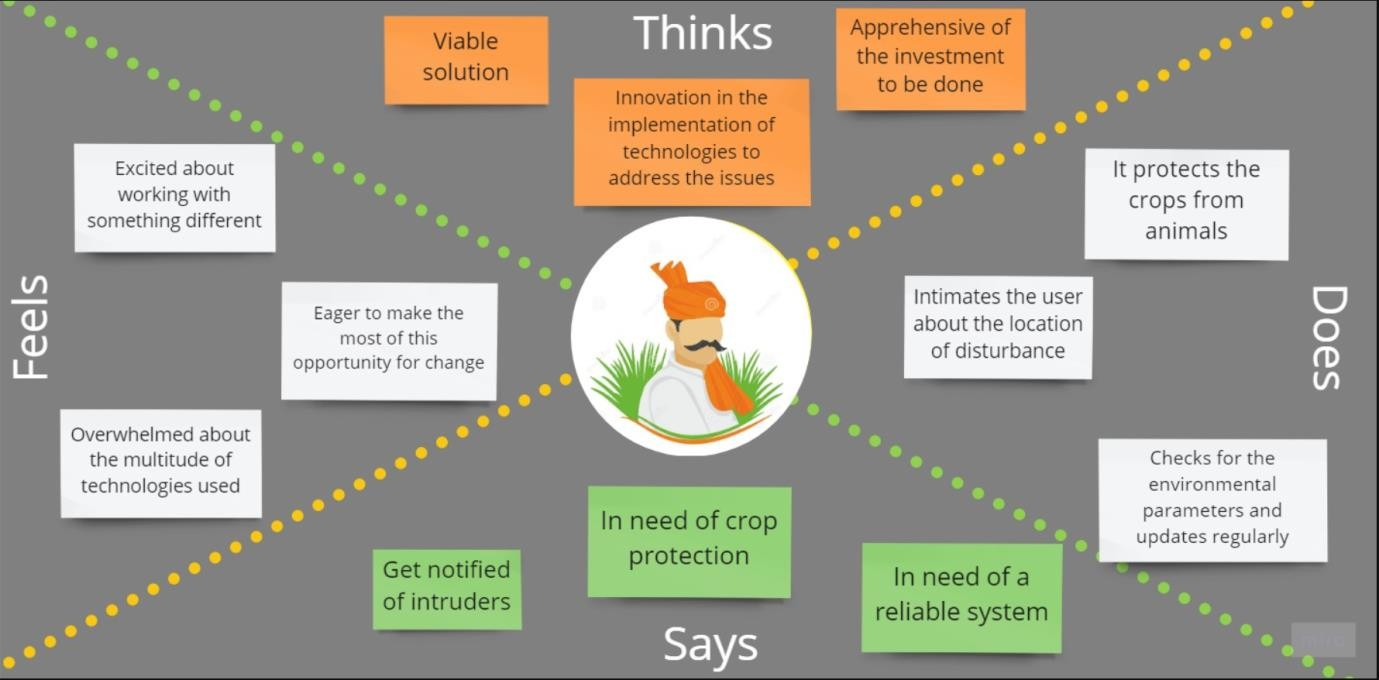 Thinks
Viable
solution
Innovation in the
implementation of
technologies to
address the issues
Apprehensive of
the investment
to be done
Feels
Excited about
working with
something different
Eager to make the
most of this
opportunity for change
Overwhelmed about
the multitude of
technologies used
Does
It protects the
crops from
animals
Intimates the user
about the location
of disturbance
Checks for the
environmental
parameters and
updates regularly
Get notified
of intruders
In need of crop
protection
In need of a
reliable system
Says
miro